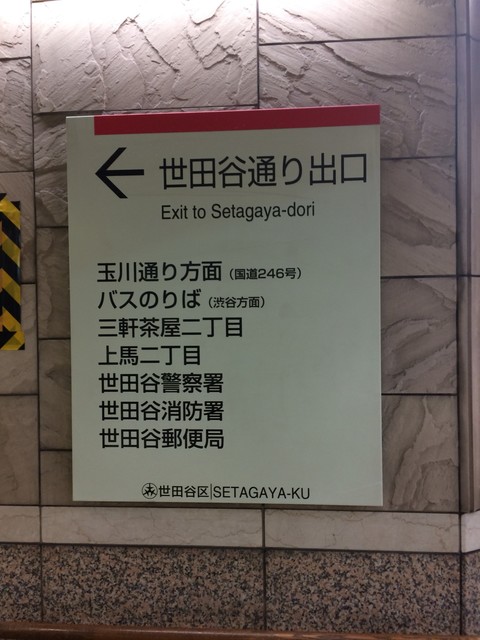 ← 世田谷通り出口
Exit to Setagaya-dori
玉川通り方面（国道246号）
バスのりば（渋谷方面）
三軒茶屋二丁目
上馬二丁目
世田谷警察署
世田谷消防署
世田谷郵便局
世田谷区|SETAGAYA-KU